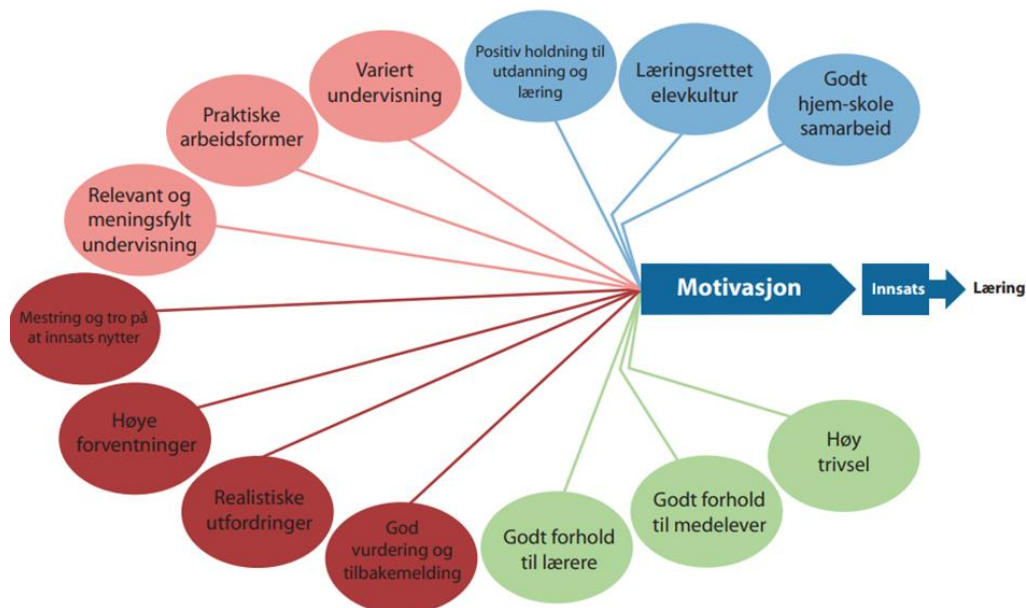 Variert
undervisning
Positiv holdning til
utdanning og
læring
Læringsrettet
elevkultur
Godt
hjem-skole
samarbeid
Praktiske
arbeidsformer
Relevant og
meningsfylt
undervisning
Motivasjon
Innsats
Læring
Mestring og tro på
at innsats nytter
Høye
forventninger
Realistiske
utfordringer
God
vurdering og
tilbakemelding
Godt forhold
til lærere
Godt forhold
til medelever
Høy
trivsel